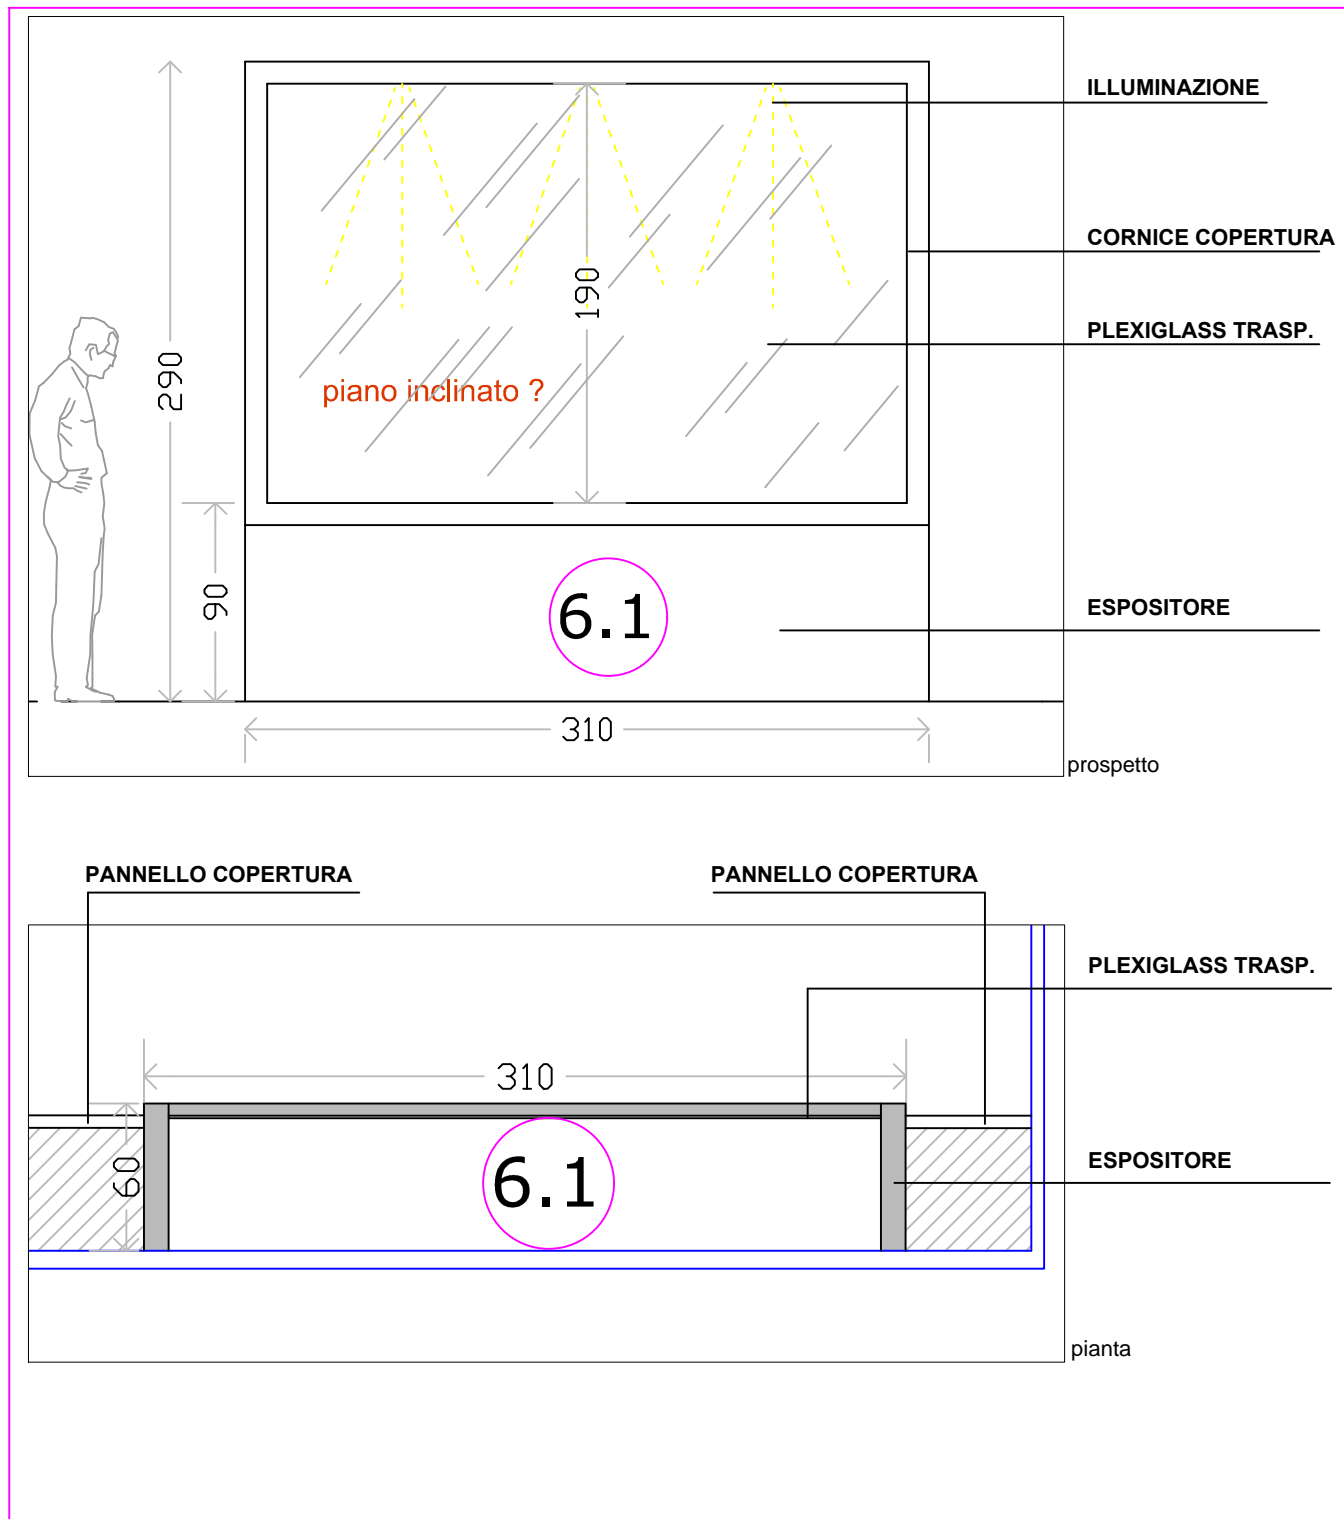 ILLUMINAZIONE
CORNICE COPERTURA
PLEXIGLASS TRASP.
290
190
piano inclinato ?
90
6.1
ESPOSITORE
310
prospetto
PANNELLO COPERTURA
PANNELLO COPERTURA
PLEXIGLASS TRASP.
310
60
6.1
ESPOSITORE
pianta